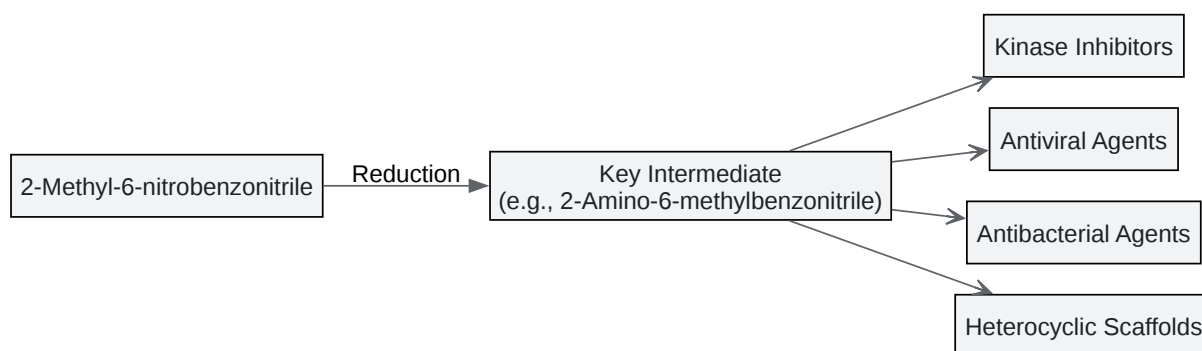 2-Methyl-6-nitrobenzonitrile
Reduction
Key Intermediate
(e.g., 2-Amino-6-methylbenzonitrile)
Kinase Inhibitors
Antiviral Agents
Antibacterial Agents
Heterocyclic Scaffolds